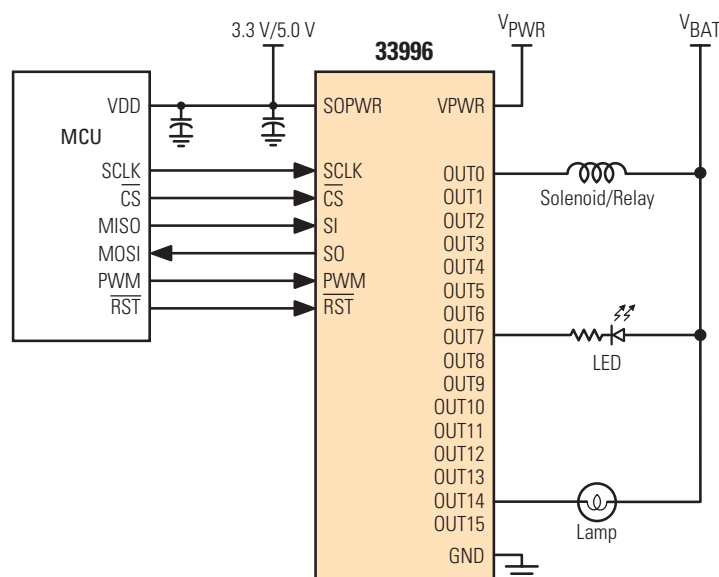 3.3 V/5.0 V
VPWR
VBAT
33996
MCU
VDD
SCLK
CS
MISO
MOSI
PWM
RST
SOPWR
SCLK
CS
SI
SO
PWM
RST
VPWR
OUT0
OUT1
OUT2
OUT3
OUT4
OUT5
OUT6
OUT7
OUT8
OUT9
OUT10
OUT11
OUT12
OUT13
OUT14
OUT15
GND
Solenoid/Relay
LED
Lamp